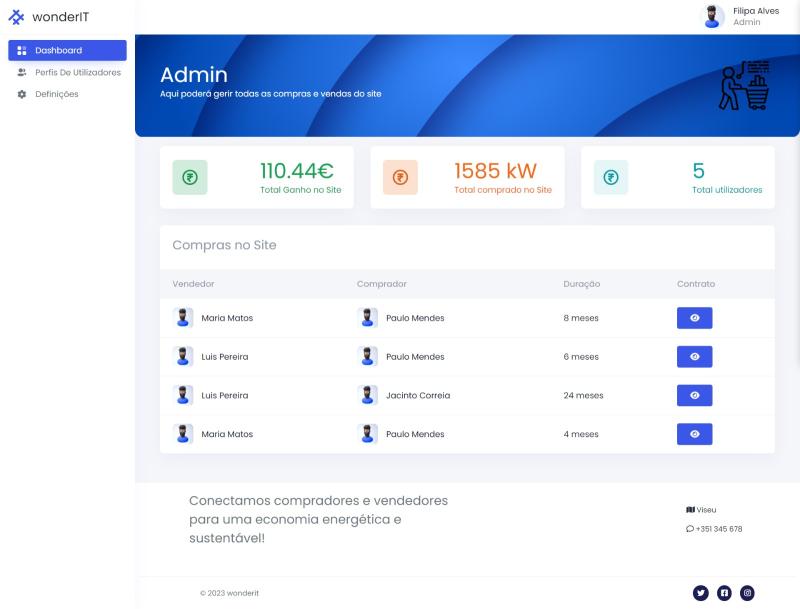 wonderIT
Filipa Alves
Admin
Dashboard
Perfis De Utilizadores
Definições
Admin
Aqui poderá gerir todas as compras e vendas do site
110.44€
Total Ganho no Site
1585 kW
Total comprado no Site
5
Total utilizadores
Compras no Site
Vendedor Comprador Duração Contrato
Maria Matos Paulo Mendes 8 meses
Luis Pereira Paulo Mendes 6 meses
Luis Pereira Jacinto Correia 24 meses
Maria Matos Paulo Mendes 4 meses
Conectamos compradores e vendedores
para uma economia energética e
sustentável!
Viseu
+351 345 678
© 2023 wonderit